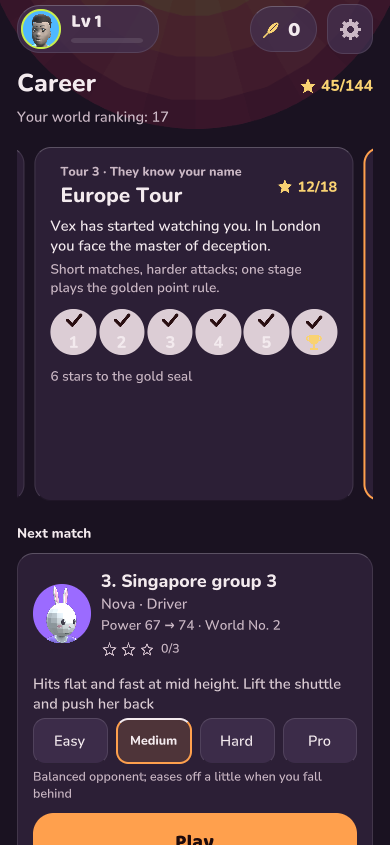 Lv 1
0
Career
45/144
Your world ranking: 17
Tour 3 · They know your name
Europe Tour
12/18
Vex has started watching you. In London
you face the master of deception.
Short matches, harder attacks; one stage
plays the golden point rule.
1 2 3 4 5
6 stars to the gold seal
Next match
3. Singapore group 3
Nova · Driver
Power 67 → 74 · World No. 2
0/3
Hits flat and fast at mid height. Lift the shuttle
and push her back
Easy Medium Hard Pro
Balanced opponent; eases off a little when you fall
behind
Play